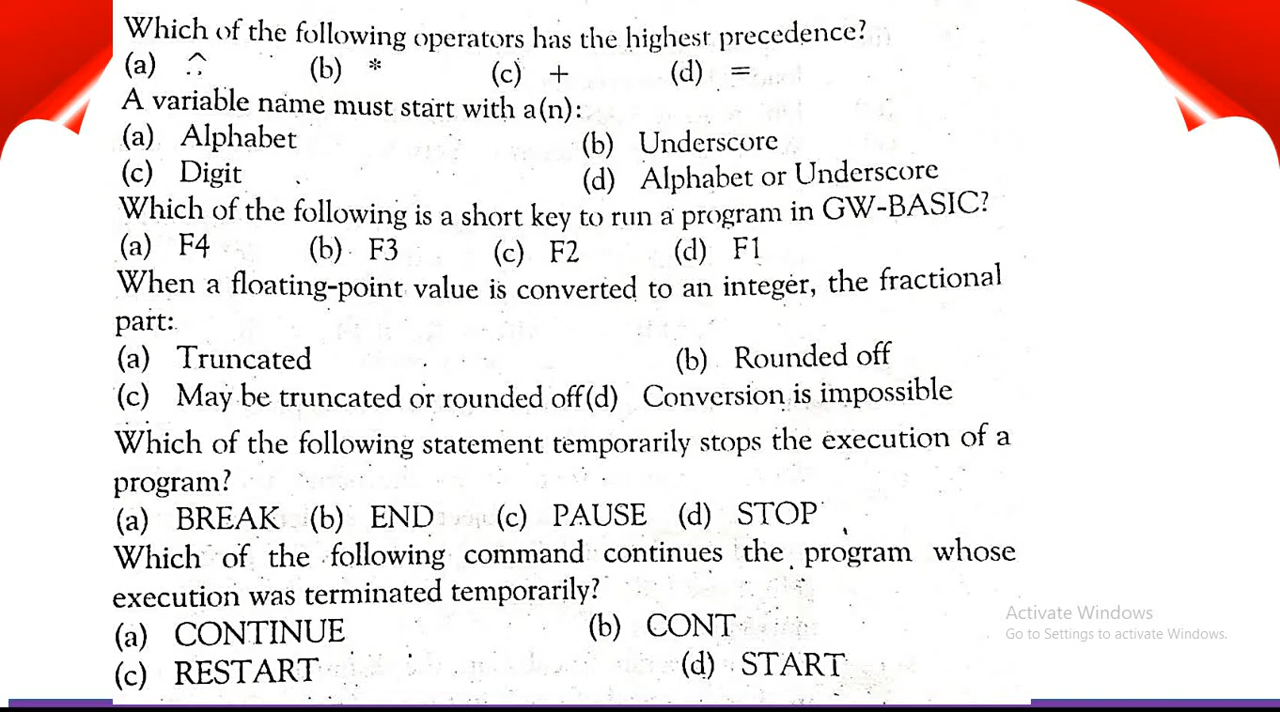 Which of the following operators has the highest precedence?
(a) ^ (b) * (c) + (d) =
A variable name must start with a(n):
(a) Alphabet (b) Underscore
(c) Digit (d) Alphabet or Underscore
Which of the following is a short key to run a program in GW-BASIC?
(a) F4 (b) F3 (c) F2 (d) F1
When a floating-point value is converted to an integer, the fractional
part:
(a) Truncated (b) Rounded off
(c) May be truncated or rounded off(d) Conversion is impossible
Which of the following statement temporarily stops the execution of a
program?
(a) BREAK (b) END (c) PAUSE (d) STOP
Which of the following command continues the program whose
execution was terminated temporarily?
(a) CONTINUE (b) CONT
(c) RESTART (d) START
Activate Windows
Go to Settings to activate Windows.